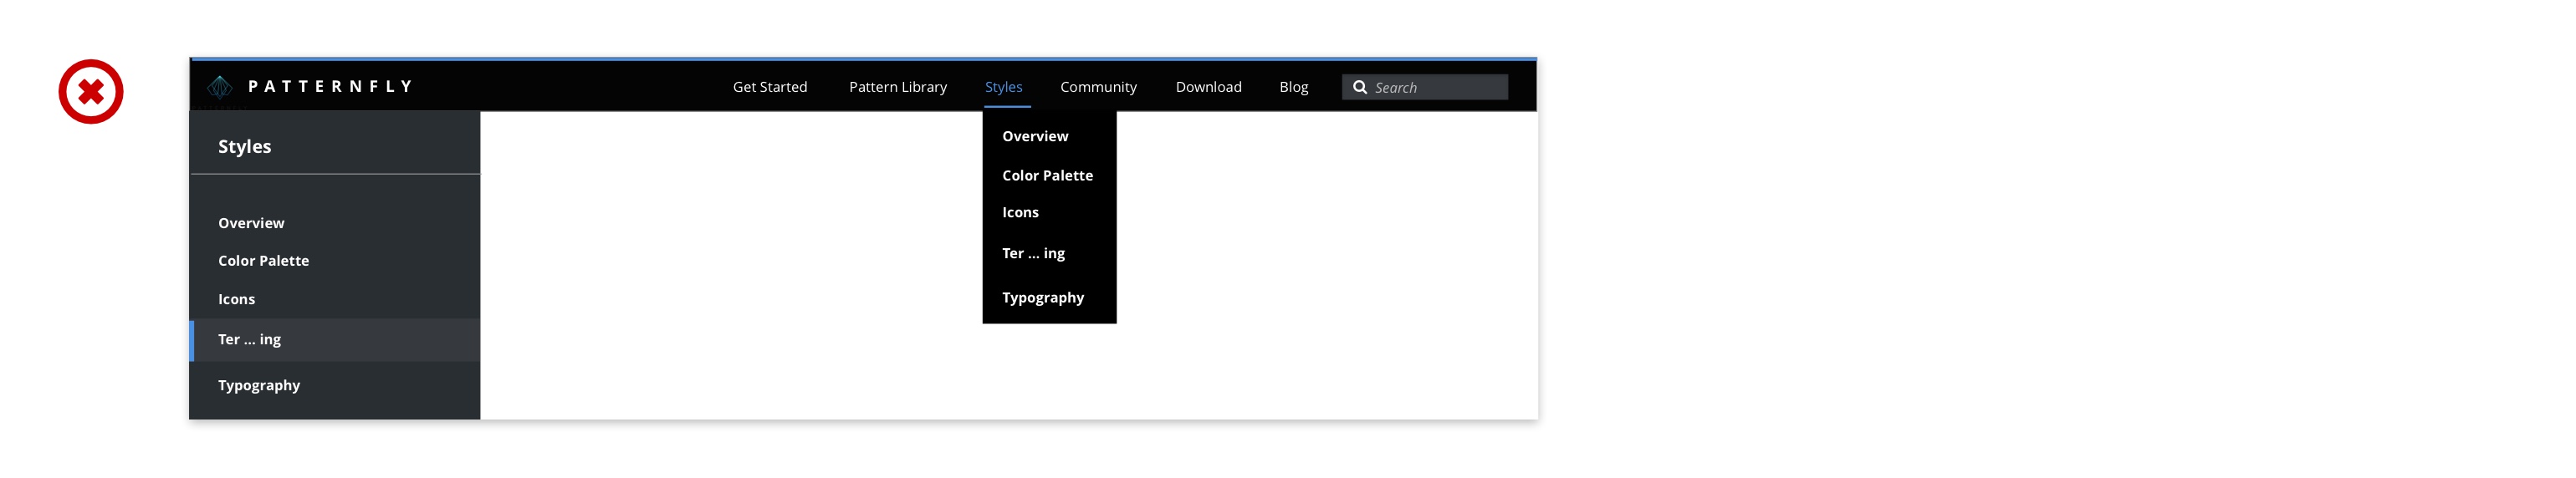 PATTERNFLY
Get Started Pattern Library Styles Community Download Blog Search
Styles
Overview
Color Palette
Icons
Ter ... ing
Typography
Overview
Color Palette
Icons
Ter ... ing
Typography